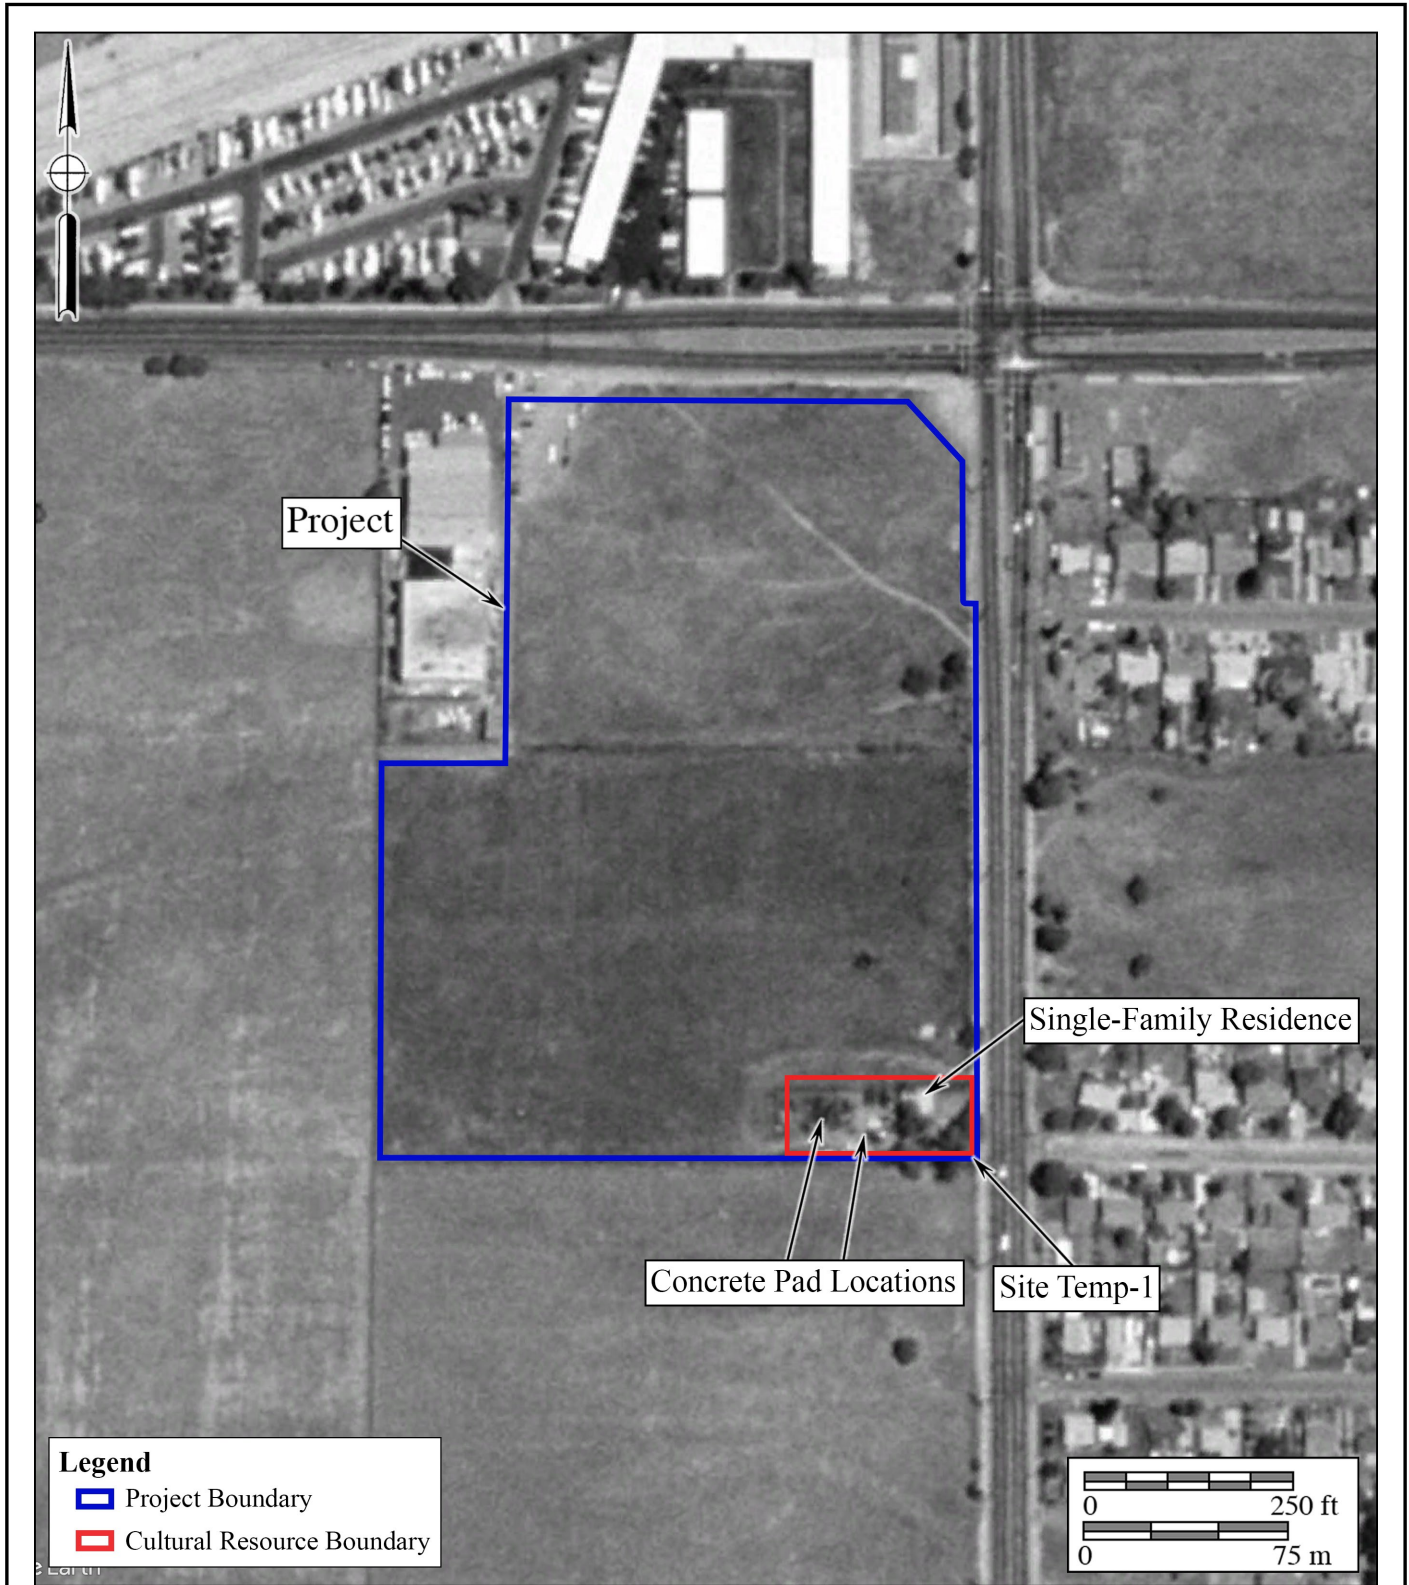 Project
Single-Family Residence
Concrete Pad Locations
Site Temp-1
Legend
Project Boundary
Cultural Resource Boundary
0 250 ft
0 75 m
e Earth